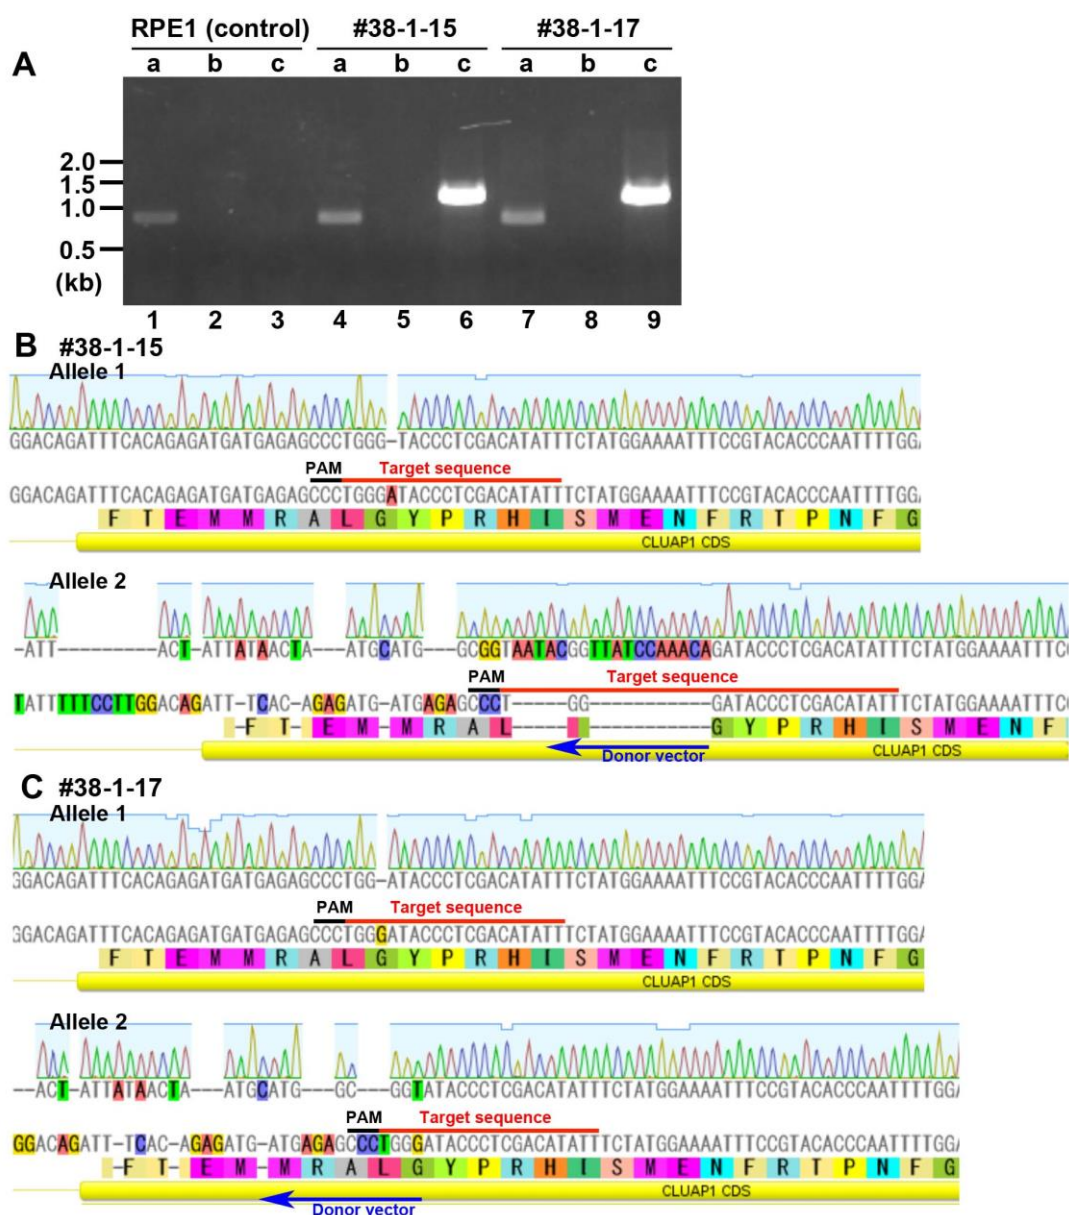 RPE1 (control) #38-1-15 #38-1-17
A a b c a b c a b c
2.0
1.5
1.0
0.5
(kb)
1 2 3 4 5 6 7 8 9
B #38-1-15
Allele 1
GGACAGATTTCACAGAGATGATGAGAGCCCTGGG-TACCCTCGACATATTTCTATGGAAAATTTCCGTACACCCAATTTTGG
PAM Target sequence
GGACAGATTTCACAGAGATGATGAGAGCCCTGGGATACCCTCGACATATTTCTATGGAAAATTTCCGTACACCCAATTTTGG
F T E M M R A L G Y P R H I S M E N F R T P N F G
CLUAP1 CDS
Allele 2
-ATT---------ACT-ATTATAACTA---ATGCATG---GCGGTAATACGGTTATCCAAACAGATACCCTCGACATATTTCTATGGAAAATTTC
PAM Target sequence
TATTTTTCCTTGGACAGATT-TCAC-AGAGATG-ATGAGAGCCCT-----GG-----------GATACCCTCGACATATTTCTATGGAAAATTTC
-F T- E M- M R A L G Y P R H I S M E N F
CLUAP1 CDS
Donor vector
C #38-1-17
Allele 1
GGACAGATTTCACAGAGATGATGAGAGCCCTGG-ATACCCTCGACATATTTCTATGGAAAATTTCCGTACACCCAATTTTGG
PAM Target sequence
GGACAGATTTCACAGAGATGATGAGAGCCCTGGGATACCCTCGACATATTTCTATGGAAAATTTCCGTACACCCAATTTTGG
F T E M M R A L G Y P R H I S M E N F R T P N F G
CLUAP1 CDS
Allele 2
--ACT-ATTAAAACTA---ATGCATG---GC---GGTATACCCTCGACATATTTCTATGGAAAATTTCCGTACACCCAATTTTGG
PAM Target sequence
GGACAGATT-TCAC-AGAGATG-ATGAGAGCCCTGGGATACCCTCGACATATTTCTATGGAAAATTTCCGTACACCCAATTTTGG
-F T- E M- M R A L G Y P R H I S M E N F R T P N F G
CLUAP1 CDS
Donor vector